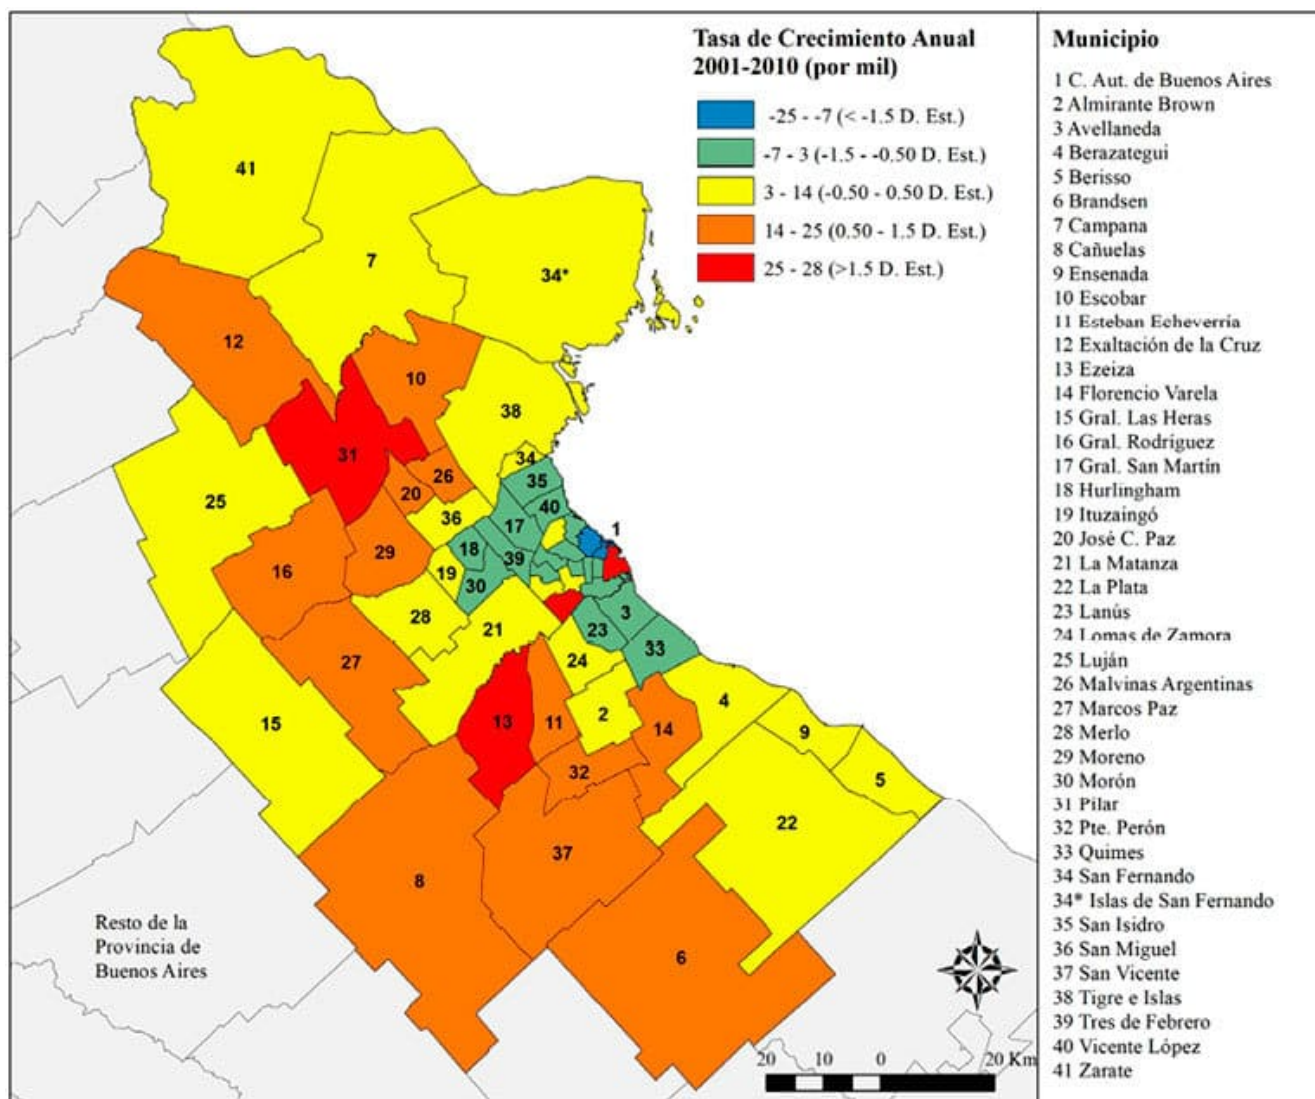 Tasa de Crecimiento Anual
2001-2010 (por mil)
-25 - -7 (< -1.5 D. Est.)
-7 - 3 (-1.5 - -0.50 D. Est.)
3 - 14 (-0.50 - 0.50 D. Est.)
14 - 25 (0.50 - 1.5 D. Est.)
25 - 28 (>1.5 D. Est.)
41
7
34*
12
10
38
31
34
35
26
20
40
25
36
17
1
18
39
29
16
19
30
28
3
21
23
33
24
27
4
15
13
11
2
14
9
32
5
22
37
8
6
Resto de la
Provincia de
Buenos Aires
20 10 0 20 Km
Municipio
1 C. Aut. de Buenos Aires
2 Almirante Brown
3 Avellaneda
4 Berazategui
5 Berisso
6 Brandsen
7 Campana
8 Cañuelas
9 Ensenada
10 Escobar
11 Esteban Echeverría
12 Exaltación de la Cruz
13 Ezeiza
14 Florencio Varela
15 Gral. Las Heras
16 Gral. Rodríguez
17 Gral. San Martín
18 Hurlingham
19 Ituzaingó
20 José C. Paz
21 La Matanza
22 La Plata
23 Lanús
24 Lomas de Zamora
25 Luján
26 Malvinas Argentinas
27 Marcos Paz
28 Merlo
29 Moreno
30 Morón
31 Pilar
32 Pte. Perón
33 Quimes
34 San Fernando
34* Islas de San Fernando
35 San Isidro
36 San Miguel
37 San Vicente
38 Tigre e Islas
39 Tres de Febrero
40 Vicente López
41 Zarate